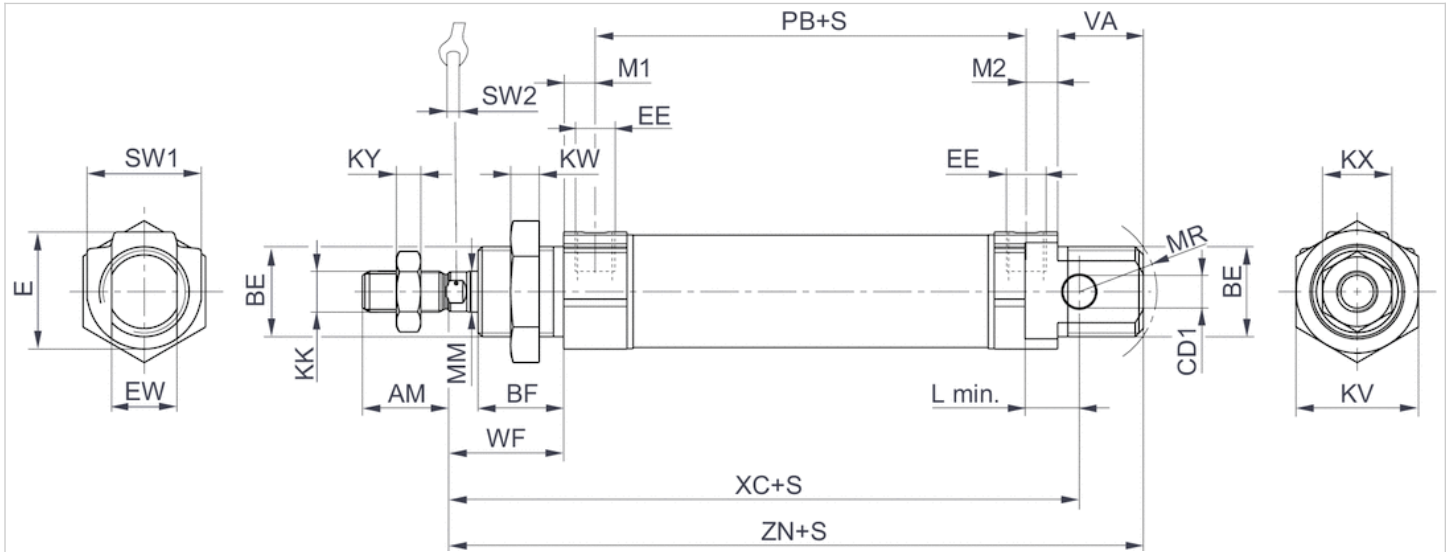 PB+S
VA
M1
M2
SW2
EE
SW1
KY
KW
EE
KX
MR
E
BE
BE
KK
MM
CD1
EW
AM
BF
L min.
KV
WF
XC+S
ZN+S